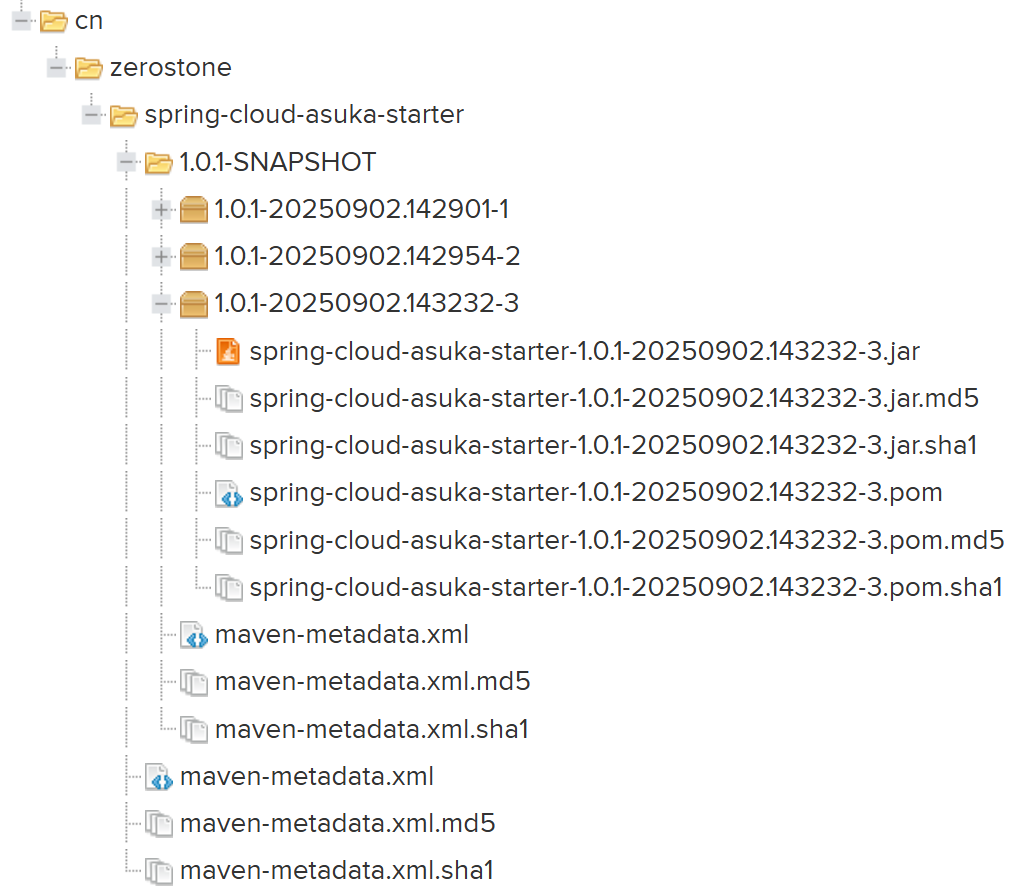 cn
zerostone
spring-cloud-asuka-starter
1.0.1-SNAPSHOT
1.0.1-20250902.142901-1
1.0.1-20250902.142954-2
1.0.1-20250902.143232-3
spring-cloud-asuka-starter-1.0.1-20250902.143232-3.jar
spring-cloud-asuka-starter-1.0.1-20250902.143232-3.jar.md5
spring-cloud-asuka-starter-1.0.1-20250902.143232-3.jar.sha1
spring-cloud-asuka-starter-1.0.1-20250902.143232-3.pom
spring-cloud-asuka-starter-1.0.1-20250902.143232-3.pom.md5
spring-cloud-asuka-starter-1.0.1-20250902.143232-3.pom.sha1
maven-metadata.xml
maven-metadata.xml.md5
maven-metadata.xml.sha1
maven-metadata.xml
maven-metadata.xml.md5
maven-metadata.xml.sha1